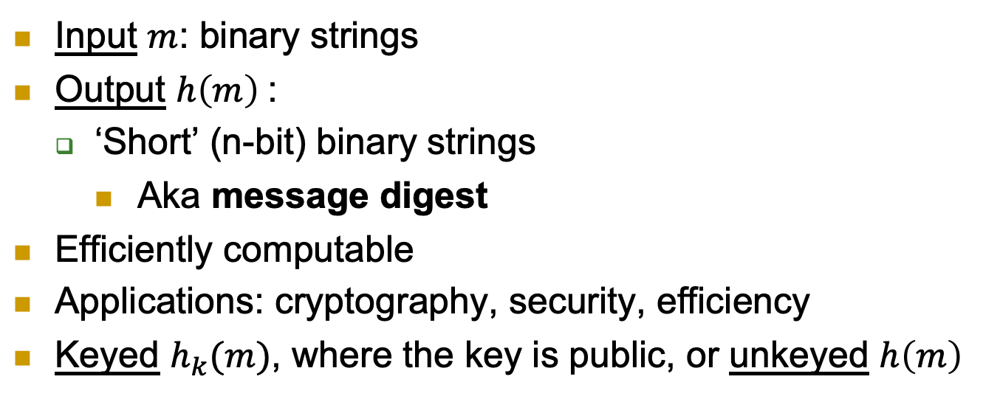 Input m: binary strings
Output h(m) :
‘Short’ (n-bit) binary strings
Aka message digest
Efficiently computable
Applications: cryptography, security, efficiency
Keyed hₖ(m), where the key is public, or unkeyed h(m)